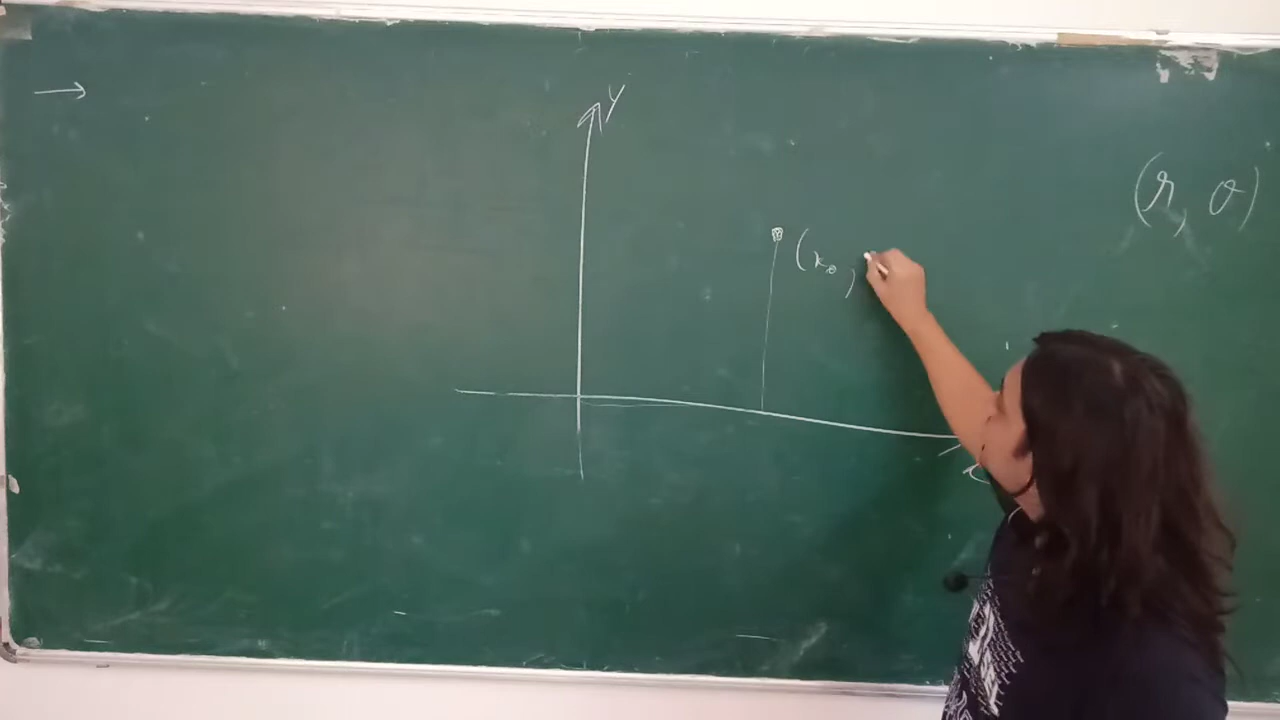 →
Y
(r, θ)
(x₀,
x